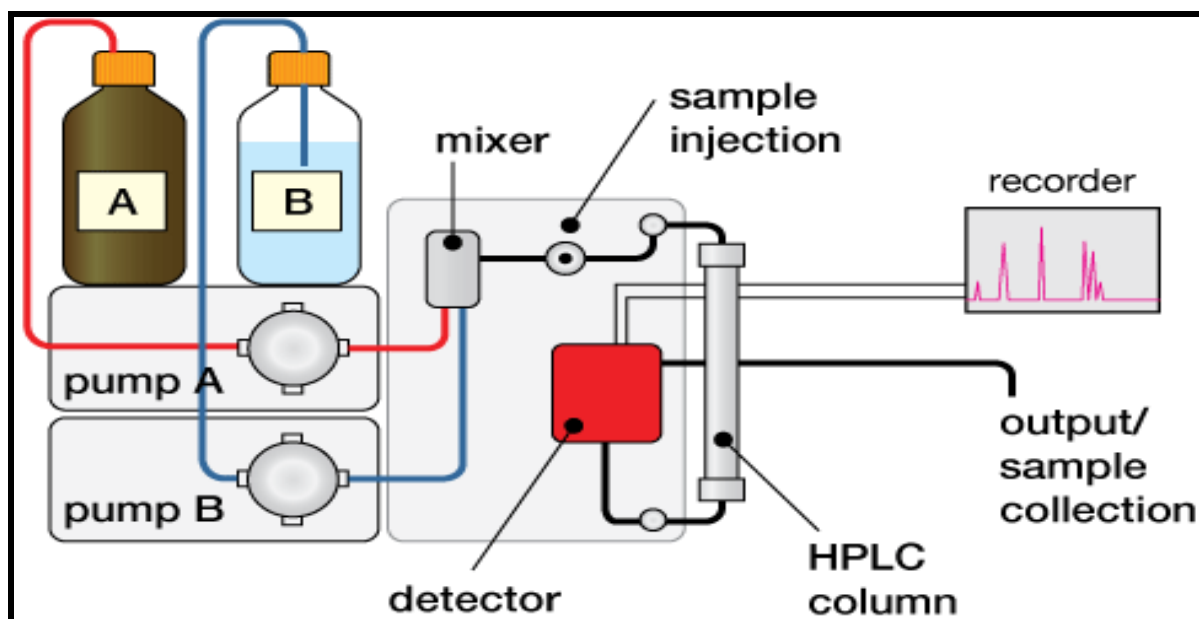 A
B
mixer
sample
injection
recorder
pump A
pump B
detector
HPLC
column
output/
sample
collection